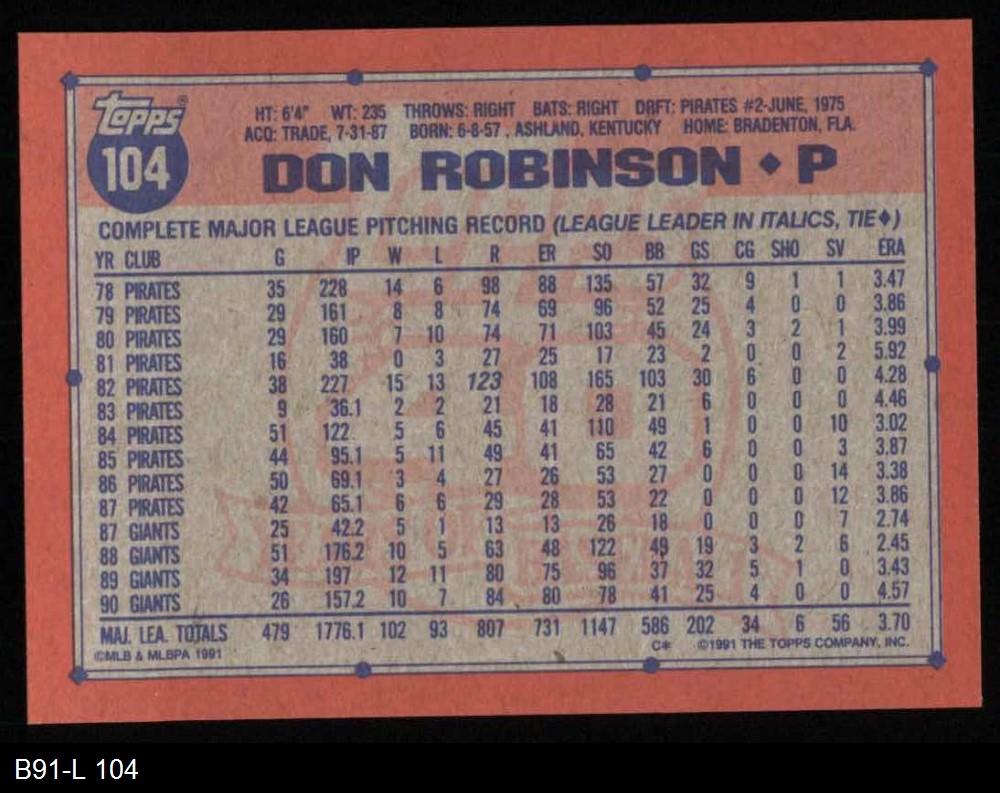 Topps®
104
HT: 6'4" WT: 235 THROWS: RIGHT BATS: RIGHT DRFT: PIRATES #2-JUNE, 1975
ACQ: TRADE, 7-31-87 BORN: 6-8-57, ASHLAND, KENTUCKY HOME: BRADENTON, FLA.
DON ROBINSON ♦ P
COMPLETE MAJOR LEAGUE PITCHING RECORD (LEAGUE LEADER IN ITALICS, TIE♦)
YR CLUB G IP W L R ER SO BB GS CG SHO SV ERA
78 PIRATES 35 228 14 6 98 88 135 57 32 9 1 1 3.47
79 PIRATES 29 161 8 8 74 69 96 52 25 4 0 0 3.86
80 PIRATES 29 160 7 10 74 71 103 45 24 3 2 1 3.99
81 PIRATES 16 38 0 3 27 25 17 23 2 0 0 2 5.92
82 PIRATES 38 227 15 13 123 108 165 103 30 6 0 0 4.28
83 PIRATES 9 36.1 2 2 21 18 28 21 6 0 0 0 4.46
84 PIRATES 51 122 5 6 45 41 110 49 1 0 0 10 3.02
85 PIRATES 44 95.1 5 11 49 41 65 42 6 0 0 3 3.87
86 PIRATES 50 69.1 3 4 27 26 53 27 0 0 0 14 3.38
87 PIRATES 42 65.1 6 6 29 28 53 22 0 0 0 12 3.86
87 GIANTS 25 42.2 5 1 13 13 26 18 0 0 0 7 2.74
88 GIANTS 51 176.2 10 5 63 48 122 49 19 3 2 6 2.45
89 GIANTS 34 197 12 11 80 75 96 37 32 5 1 0 3.43
90 GIANTS 26 157.2 10 7 84 80 78 41 25 4 0 0 4.57
MAJ. LEA. TOTALS 479 1776.1 102 93 807 731 1147 586 202 34 6 56 3.70
©MLB & MLBPA 1991 C* ©1991 THE TOPPS COMPANY, INC.
B91-L 104